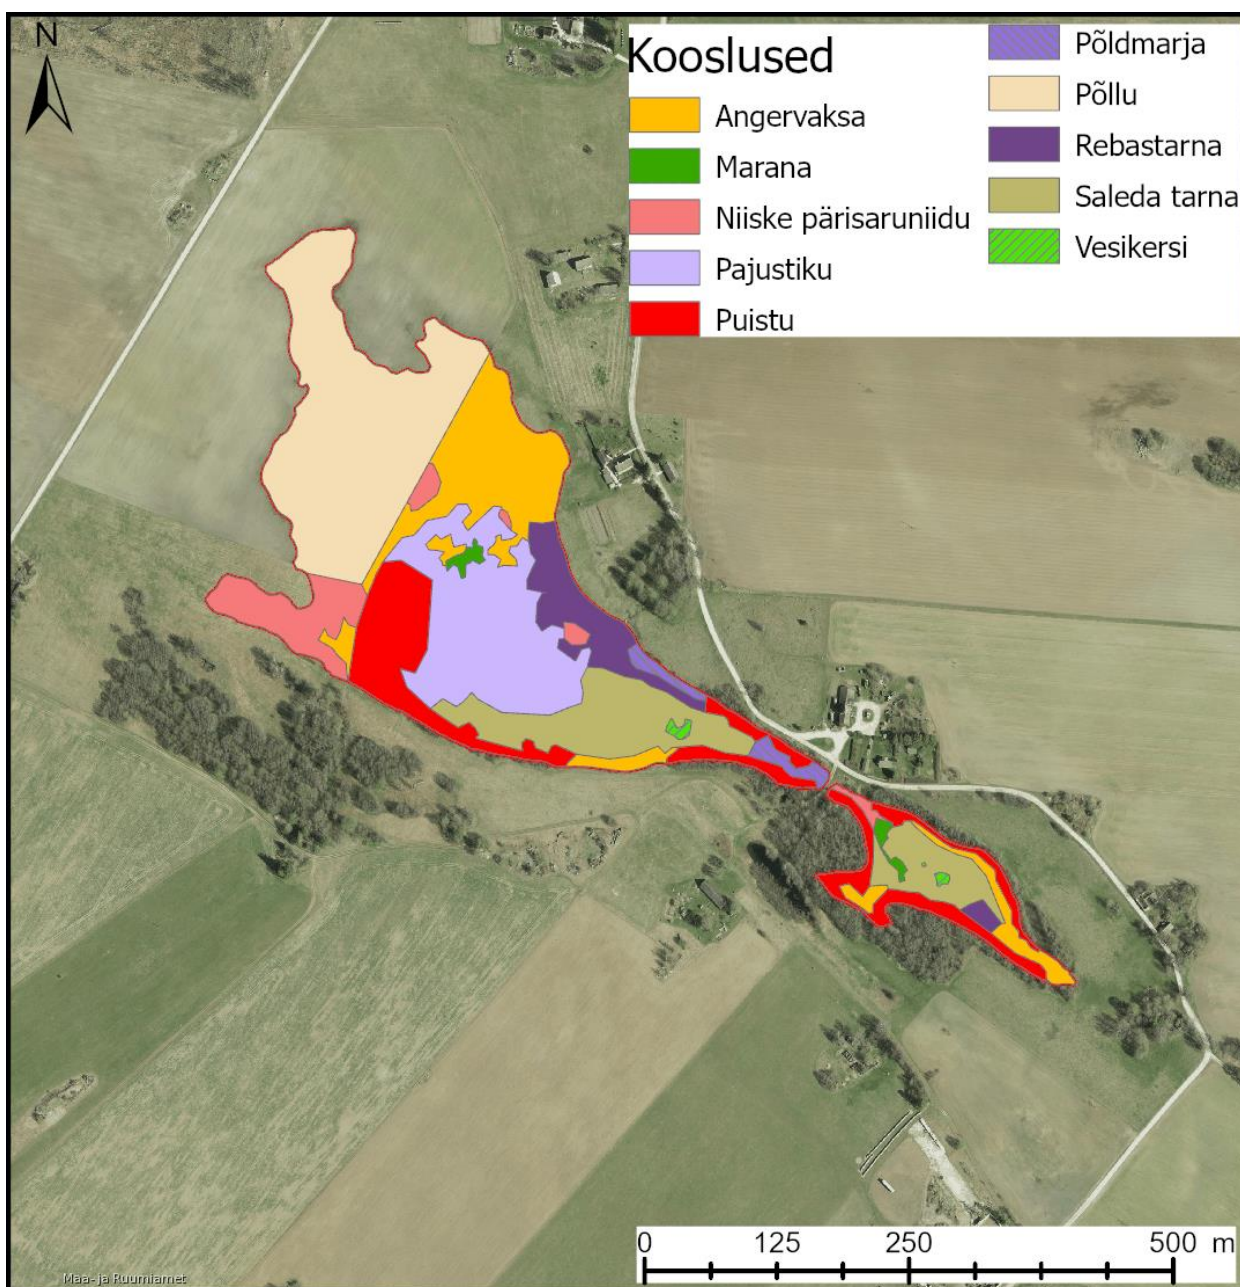 N
Kooslused
Angervaksa
Marana
Niiske pärisaruniidu
Pajustiku
Puistu
Põldmarja
Põllu
Rebastarna
Saleda tarna
Vesikersi
0 125 250 500 m
Maa- ja Ruumiamet